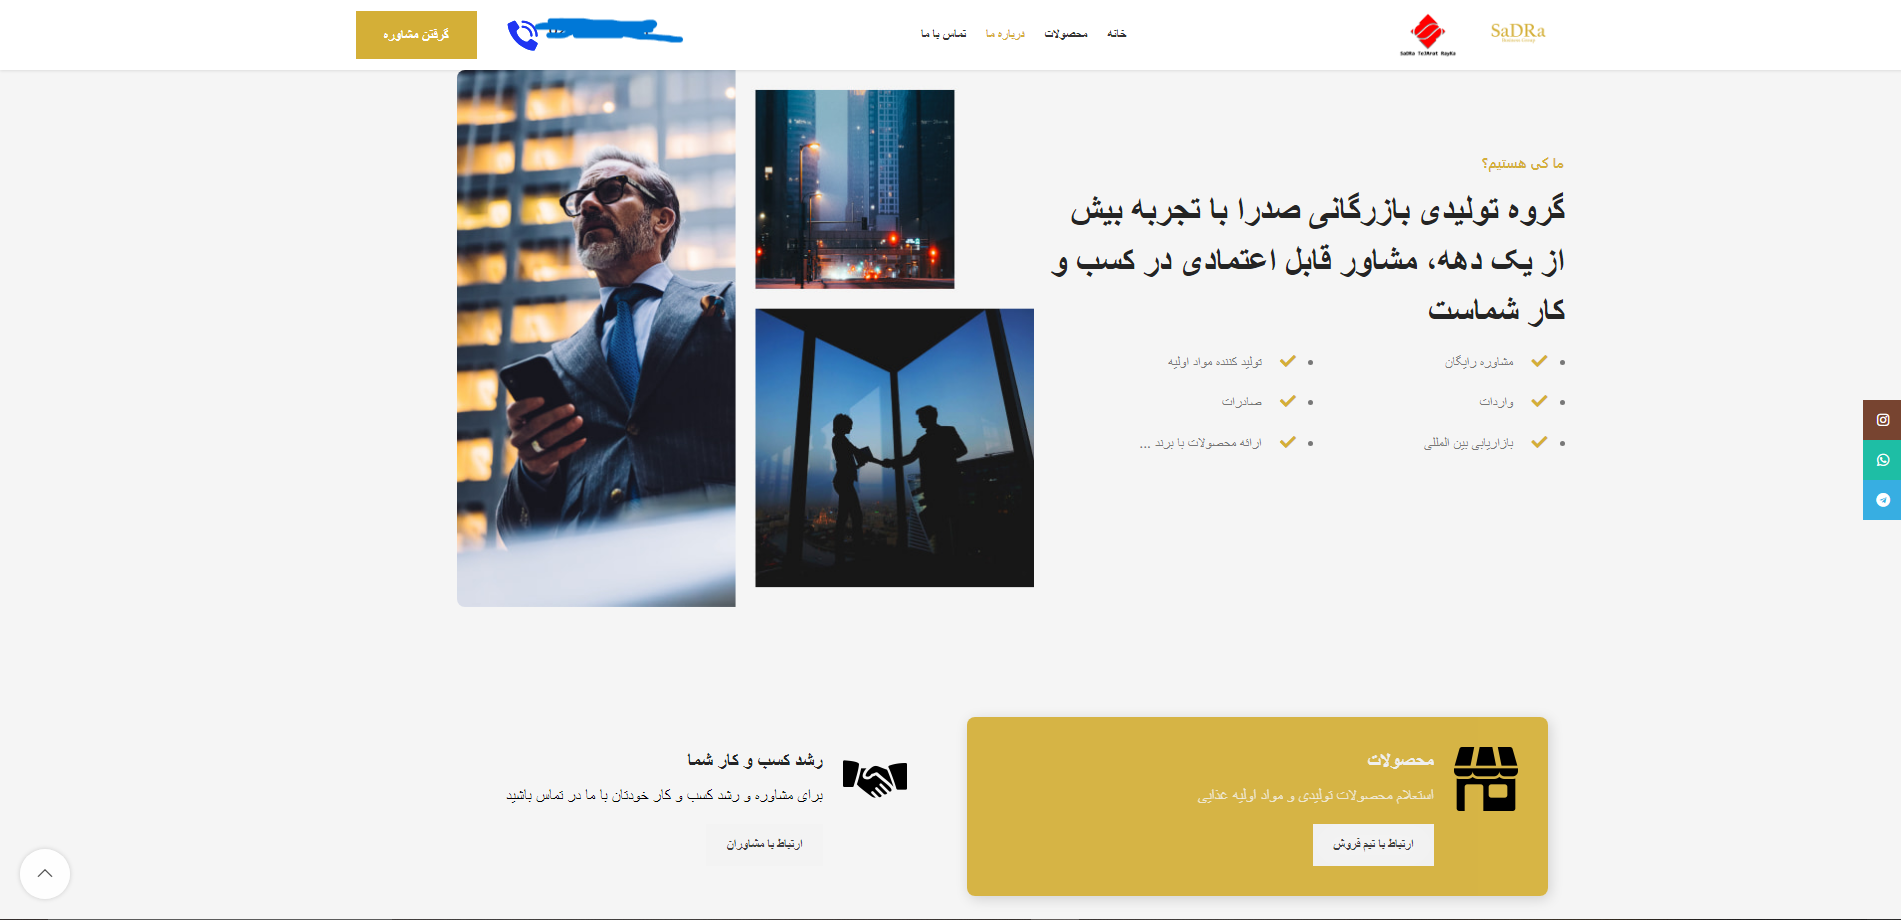 SaDRa
Business Group
SaDRa TeJArat RayKa
خانه
محصولات
درباره ما
تماس با ما
گرفتن مشاوره
ما کی هستیم؟
گروه تولیدی بازرگانی صدرا با تجربه بیش
از یک دهه، مشاور قابل اعتمادی در کسب و
کار شماست
مشاوره رایگان
تولید کننده مواد اولیه
واردات
صادرات
بازاریابی بین المللی
ارائه محصولات با برند ...
محصولات
استعلام محصولات تولیدی و مواد اولیه غذایی
ارتباط با تیم فروش
رشد کسب و کار شما
برای مشاوره و رشد کسب و کار خودتان با ما در تماس باشید
ارتباط با مشاوران